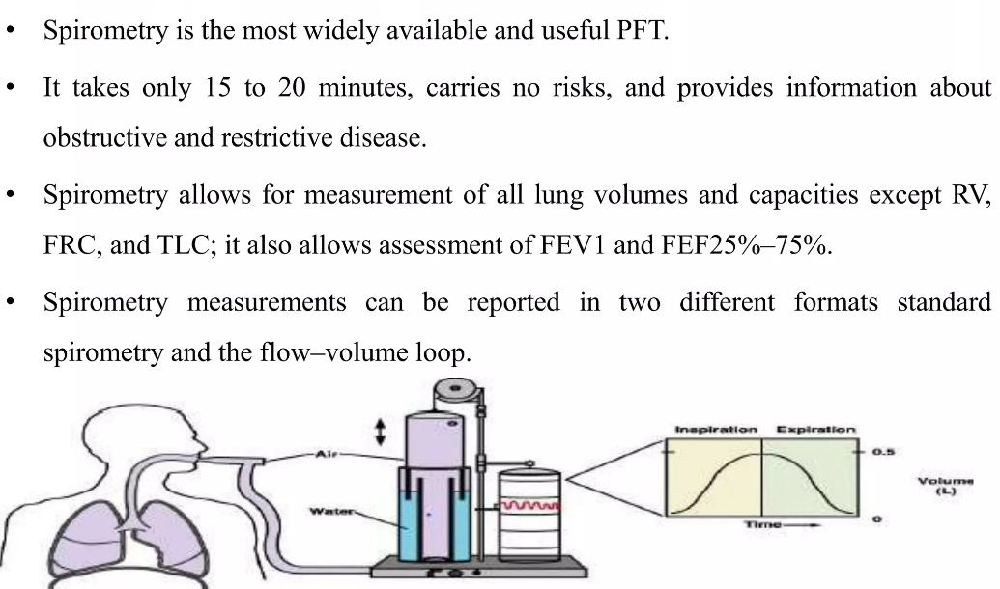 • Spirometry is the most widely available and useful PFT.
• It takes only 15 to 20 minutes, carries no risks, and provides information about
obstructive and restrictive disease.
• Spirometry allows for measurement of all lung volumes and capacities except RV,
FRC, and TLC; it also allows assessment of FEV1 and FEF25%–75%.
• Spirometry measurements can be reported in two different formats standard
spirometry and the flow–volume loop.
Inspiration Expiration
Air
0.5
Volume
(L)
Water
0
Time